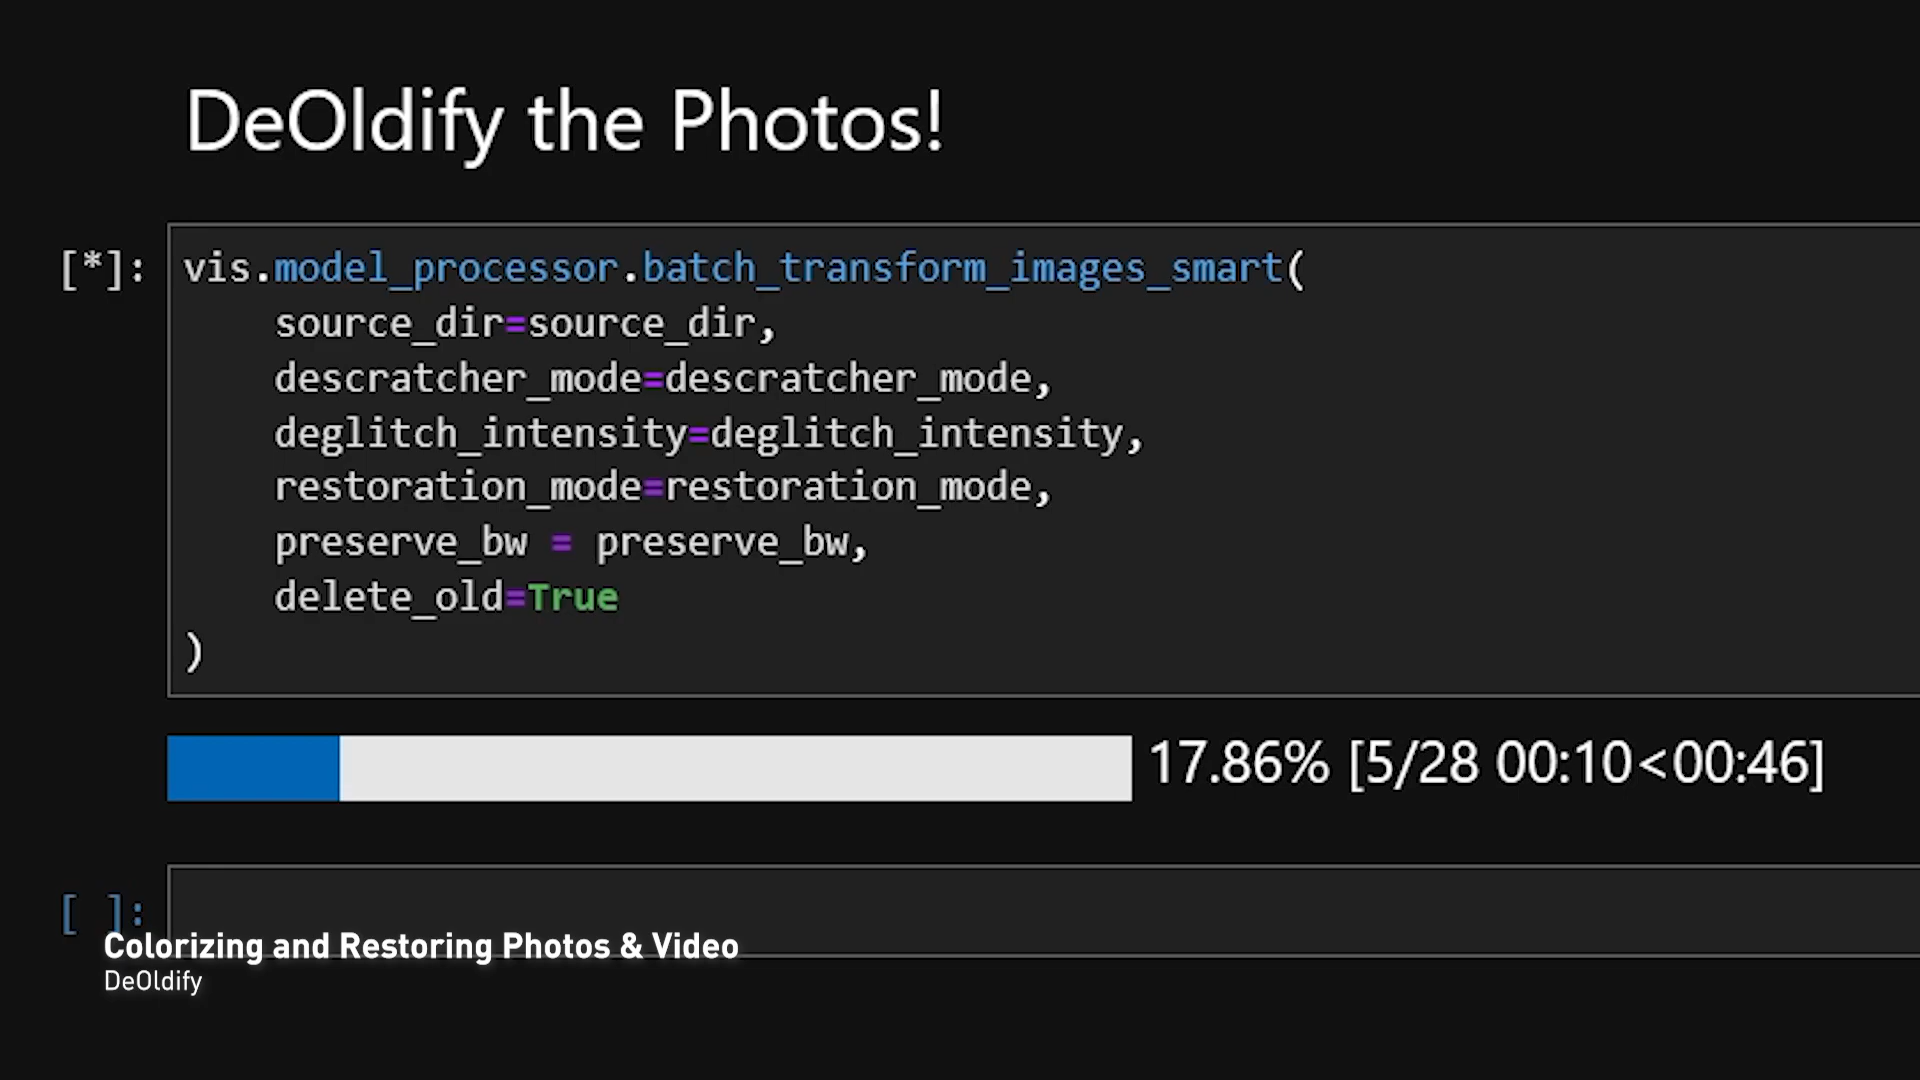 DeOldify the Photos!
[*]: vis.model_processor.batch_transform_images_smart(
    source_dir=source_dir,
    descratcher_mode=descratcher_mode,
    deglitch_intensity=deglitch_intensity,
    restoration_mode=restoration_mode,
    preserve_bw = preserve_bw,
    delete_old=True
)
17.86% [5/28 00:10<00:46]
[ ]:
Colorizing and Restoring Photos & Video
DeOldify